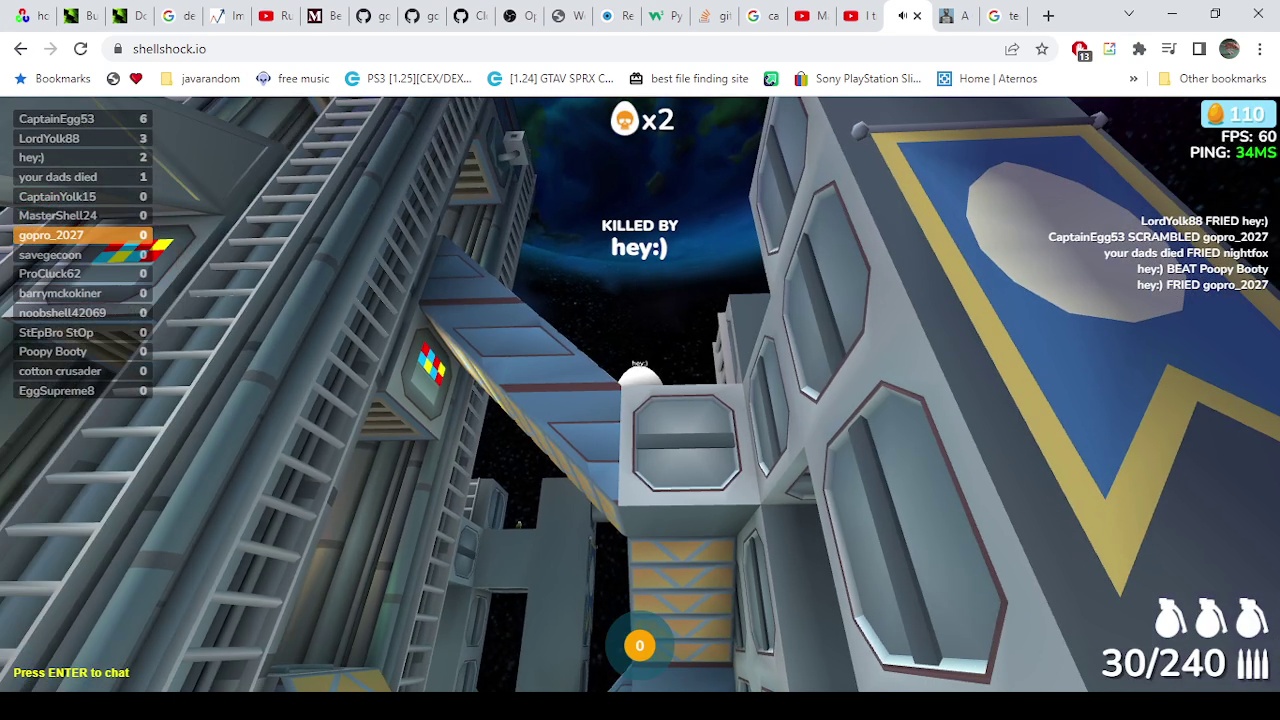 hc
Bu
Do
de
Im
Ru
Be
gc
gc
Cl
Op
W
Re
Py
gi
ca
M
I t
A
te
shellshock.io
13
Bookmarks
javarandom
free music
PS3 [1.25](CEX/DEX...
[1.24] GTAV SPRX C...
best file finding site
Sony PlayStation Sli...
Home | Aternos
»
Other bookmarks
CaptainEgg53 6
LordYolk88 3
hey:) 2
your dads died 1
CaptainYolk15 0
MasterShell24 0
gopro_2027 0
savegecoon 0
ProCluck62 0
barrymckokiner 0
noobshell42069 0
StEpBro StOp 0
Poopy Booty 0
cotton crusader 0
EggSupreme8 0
x2
KILLED BY
hey:)
110
FPS: 60
PING: 34MS
LordYolk88 FRIED hey:)
CaptainEgg53 SCRAMBLED gopro_2027
your dads died FRIED nightfox
hey:) BEAT Poopy Booty
hey:) FRIED gopro_2027
hey:)
0
Press ENTER to chat
30/240